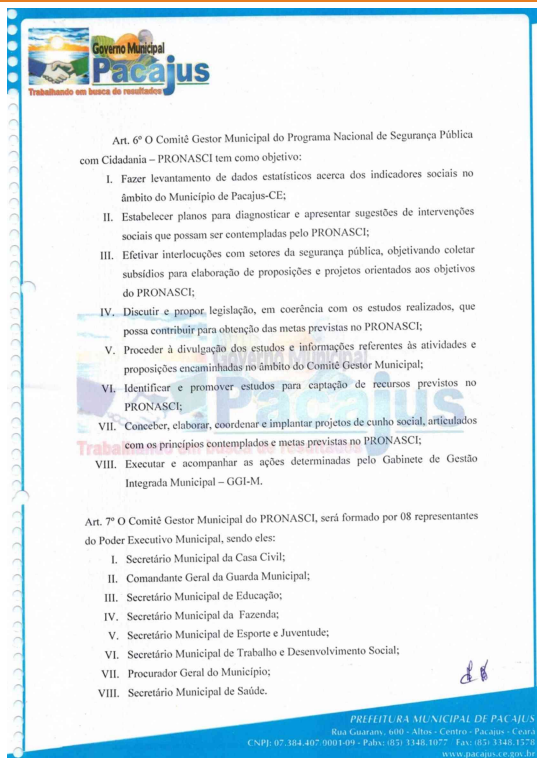 Governo Municipal
Pacajus
Trabalhando em busca de resultados
Art. 6º O Comitê Gestor Municipal do Programa Nacional de Segurança Pública
com Cidadania – PRONASCI tem como objetivo:
I. Fazer levantamento de dados estatísticos acerca dos indicadores sociais no
âmbito do Município de Pacajus-CE;
II. Estabelecer planos para diagnosticar e apresentar sugestões de intervenções
sociais que possam ser contempladas pelo PRONASCI;
III. Efetivar interlocuções com setores da segurança pública, objetivando coletar
subsídios para elaboração de proposições e projetos orientados aos objetivos
do PRONASCI;
IV. Discutir e propor legislação, em coerência com os estudos realizados, que
possa contribuir para obtenção das metas previstas no PRONASCI;
V. Proceder à divulgação dos estudos e informações referentes às atividades e
proposições encaminhadas no âmbito do Comitê Gestor Municipal;
VI. Identificar e promover estudos para captação de recursos previstos no
PRONASCI;
VII. Conceber, elaborar, coordenar e implantar projetos de cunho social, articulados
com os princípios contemplados e metas previstas no PRONASCI;
VIII. Executar e acompanhar as ações determinadas pelo Gabinete de Gestão
Integrada Municipal – GGI-M.
Art. 7º O Comitê Gestor Municipal do PRONASCI, será formado por 08 representantes
do Poder Executivo Municipal, sendo eles:
I. Secretário Municipal da Casa Civil;
II. Comandante Geral da Guarda Municipal;
III. Secretário Municipal de Educação;
IV. Secretário Municipal da Fazenda;
V. Secretário Municipal de Esporte e Juventude;
VI. Secretário Municipal de Trabalho e Desenvolvimento Social;
VII. Procurador Geral do Município;
VIII. Secretário Municipal de Saúde.
PREFEITURA MUNICIPAL DE PACAJUS
Rua Guarany, 600 - Altos - Centro - Pacajus - Ceará
CNPJ: 07.384.407/0001-09 - Pabx: (85) 3348.1077 Fax: (85) 3348.1578
www.pacajus.ce.gov.br